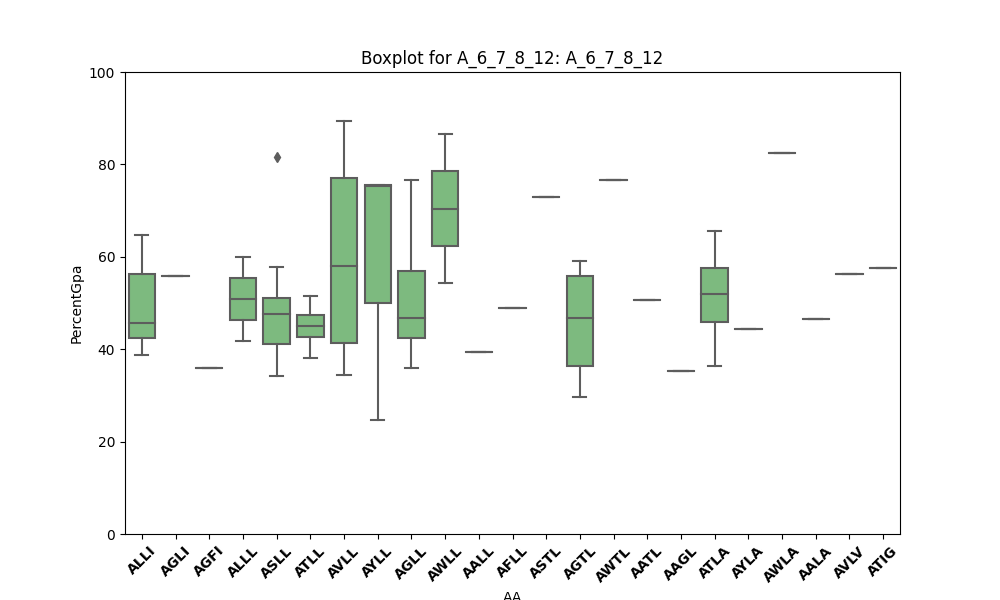 Boxplot for A_6_7_8_12: A_6_7_8_12
PercentGpa
100
80
60
40
20
0
ALLI AGLI AGFI ALLL ASLL ATLL AVLL AYLL AGLL AWLL AALL AFLL ASTL AGTL AWTL AATL AAGL ATLA AYLA AWLA AALA AVLV ATIG
AA